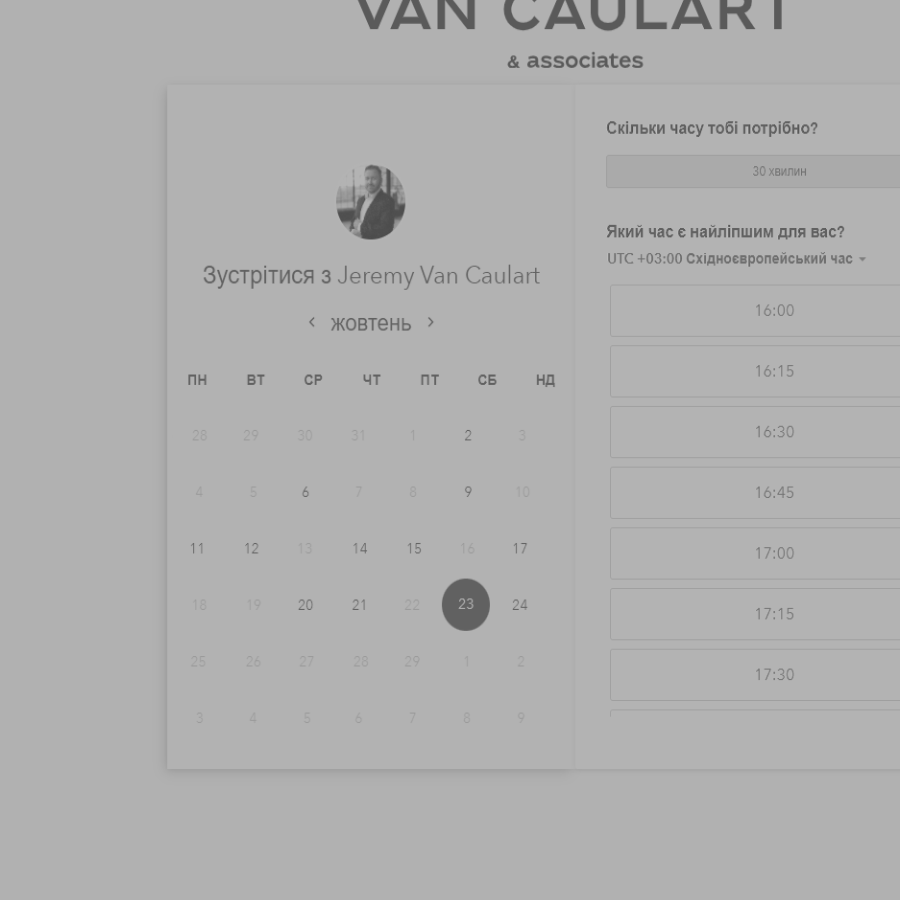 VAN CAULART
& associates
Зустрітися з Jeremy Van Caulart
‹ жовтень ›
ПН ВТ СР ЧТ ПТ СБ НД
28 29 30 31 1 2 3
4 5 6 7 8 9 10
11 12 13 14 15 16 17
18 19 20 21 22 23 24
25 26 27 28 29 1 2
3 4 5 6 7 8 9
Скільки часу тобі потрібно?
30 хвилин
Який час є найліпшим для вас?
UTC +03:00 Східноєвропейський час
16:00
16:15
16:30
16:45
17:00
17:15
17:30